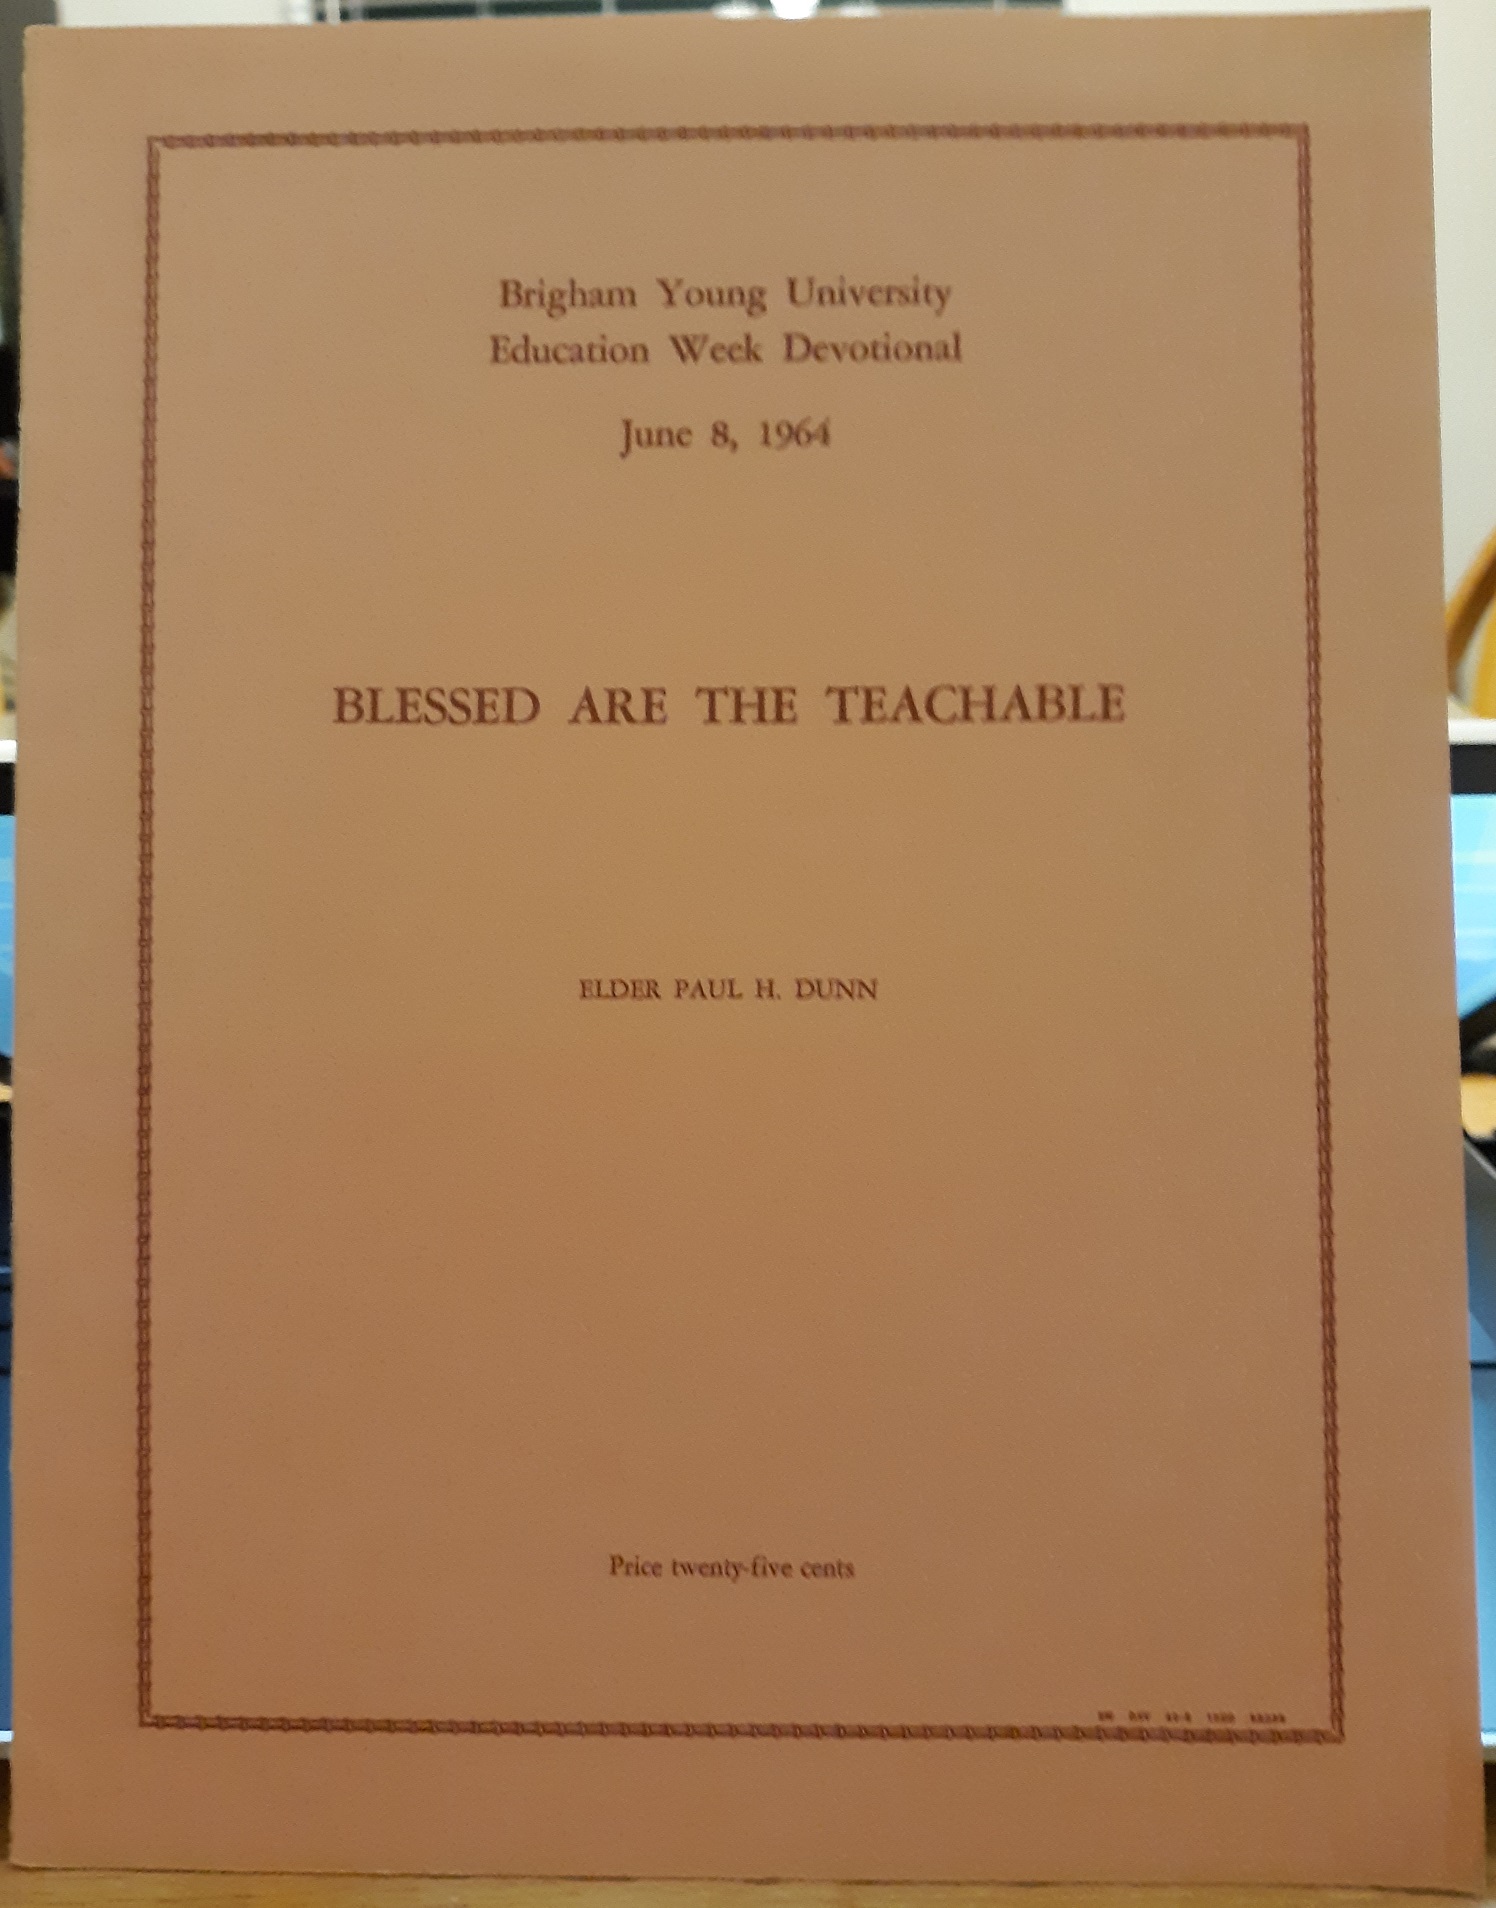 Brigham Young University
Education Week Devotional
June 8, 1964
BLESSED ARE THE TEACHABLE
ELDER PAUL H. DUNN
Price twenty-five cents